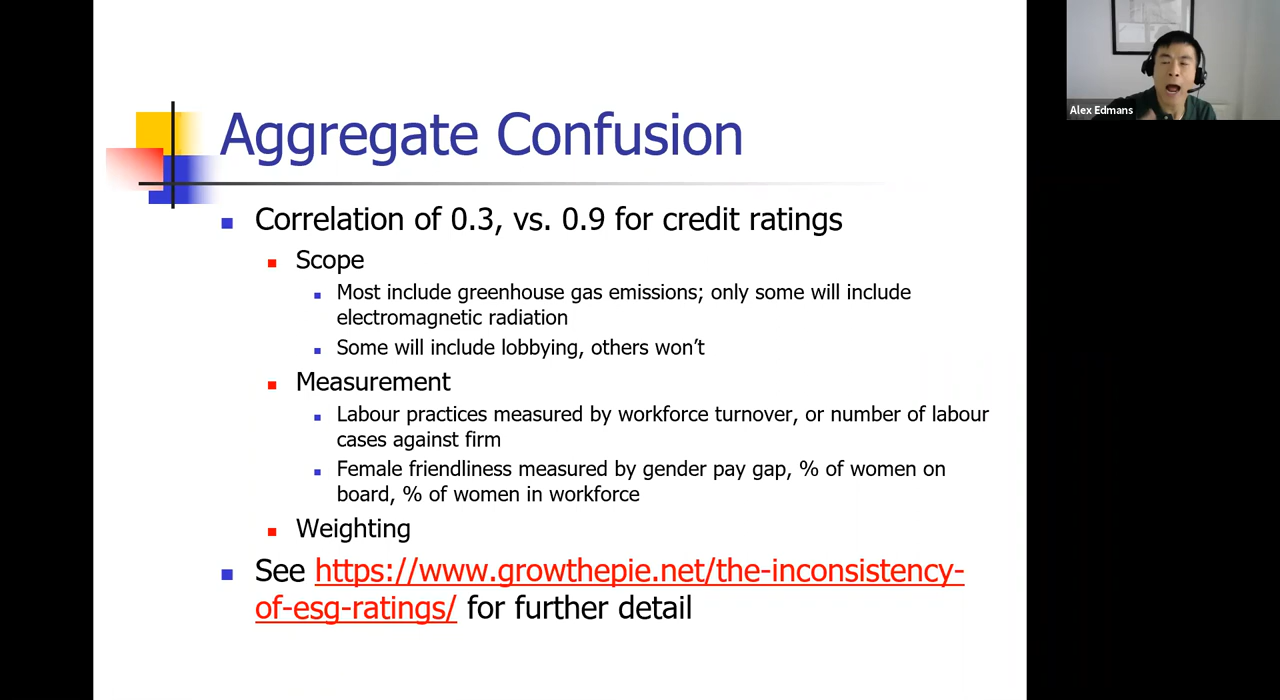 Aggregate Confusion
Correlation of 0.3, vs. 0.9 for credit ratings
Scope
Most include greenhouse gas emissions; only some will include
electromagnetic radiation
Some will include lobbying, others won’t
Measurement
Labour practices measured by workforce turnover, or number of labour
cases against firm
Female friendliness measured by gender pay gap, % of women on
board, % of women in workforce
Weighting
See https://www.growthepie.net/the-inconsistency-
of-esg-ratings/ for further detail
Alex Edmans